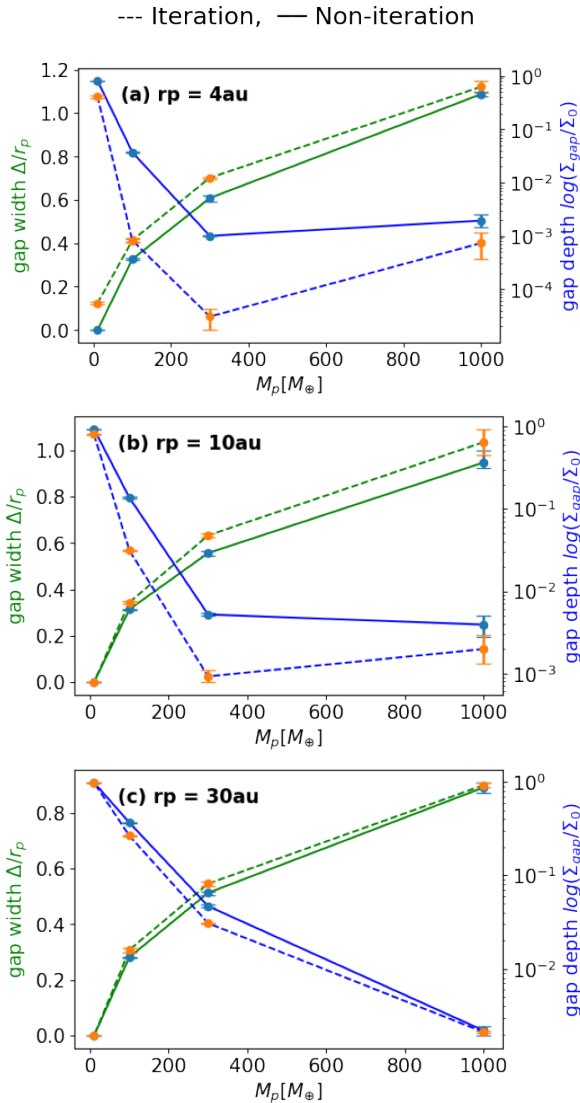 --- Iteration, — Non-iteration
(a) rp = 4au
1.2
1.0
0.8
0.6
0.4
0.2
0.0
gap width Δ/r_p
10^0
10^{-1}
10^{-2}
10^{-3}
10^{-4}
gap depth log(Σ_{gap}/Σ_0)
0 200 400 600 800 1000
M_p[M_⊕]
(b) rp = 10au
1.0
0.8
0.6
0.4
0.2
0.0
gap width Δ/r_p
10^0
10^{-1}
10^{-2}
10^{-3}
gap depth log(Σ_{gap}/Σ_0)
0 200 400 600 800 1000
M_p[M_⊕]
(c) rp = 30au
0.8
0.6
0.4
0.2
0.0
gap width Δ/r_p
10^0
10^{-1}
10^{-2}
gap depth log(Σ_{gap}/Σ_0)
0 200 400 600 800 1000
M_p[M_⊕]